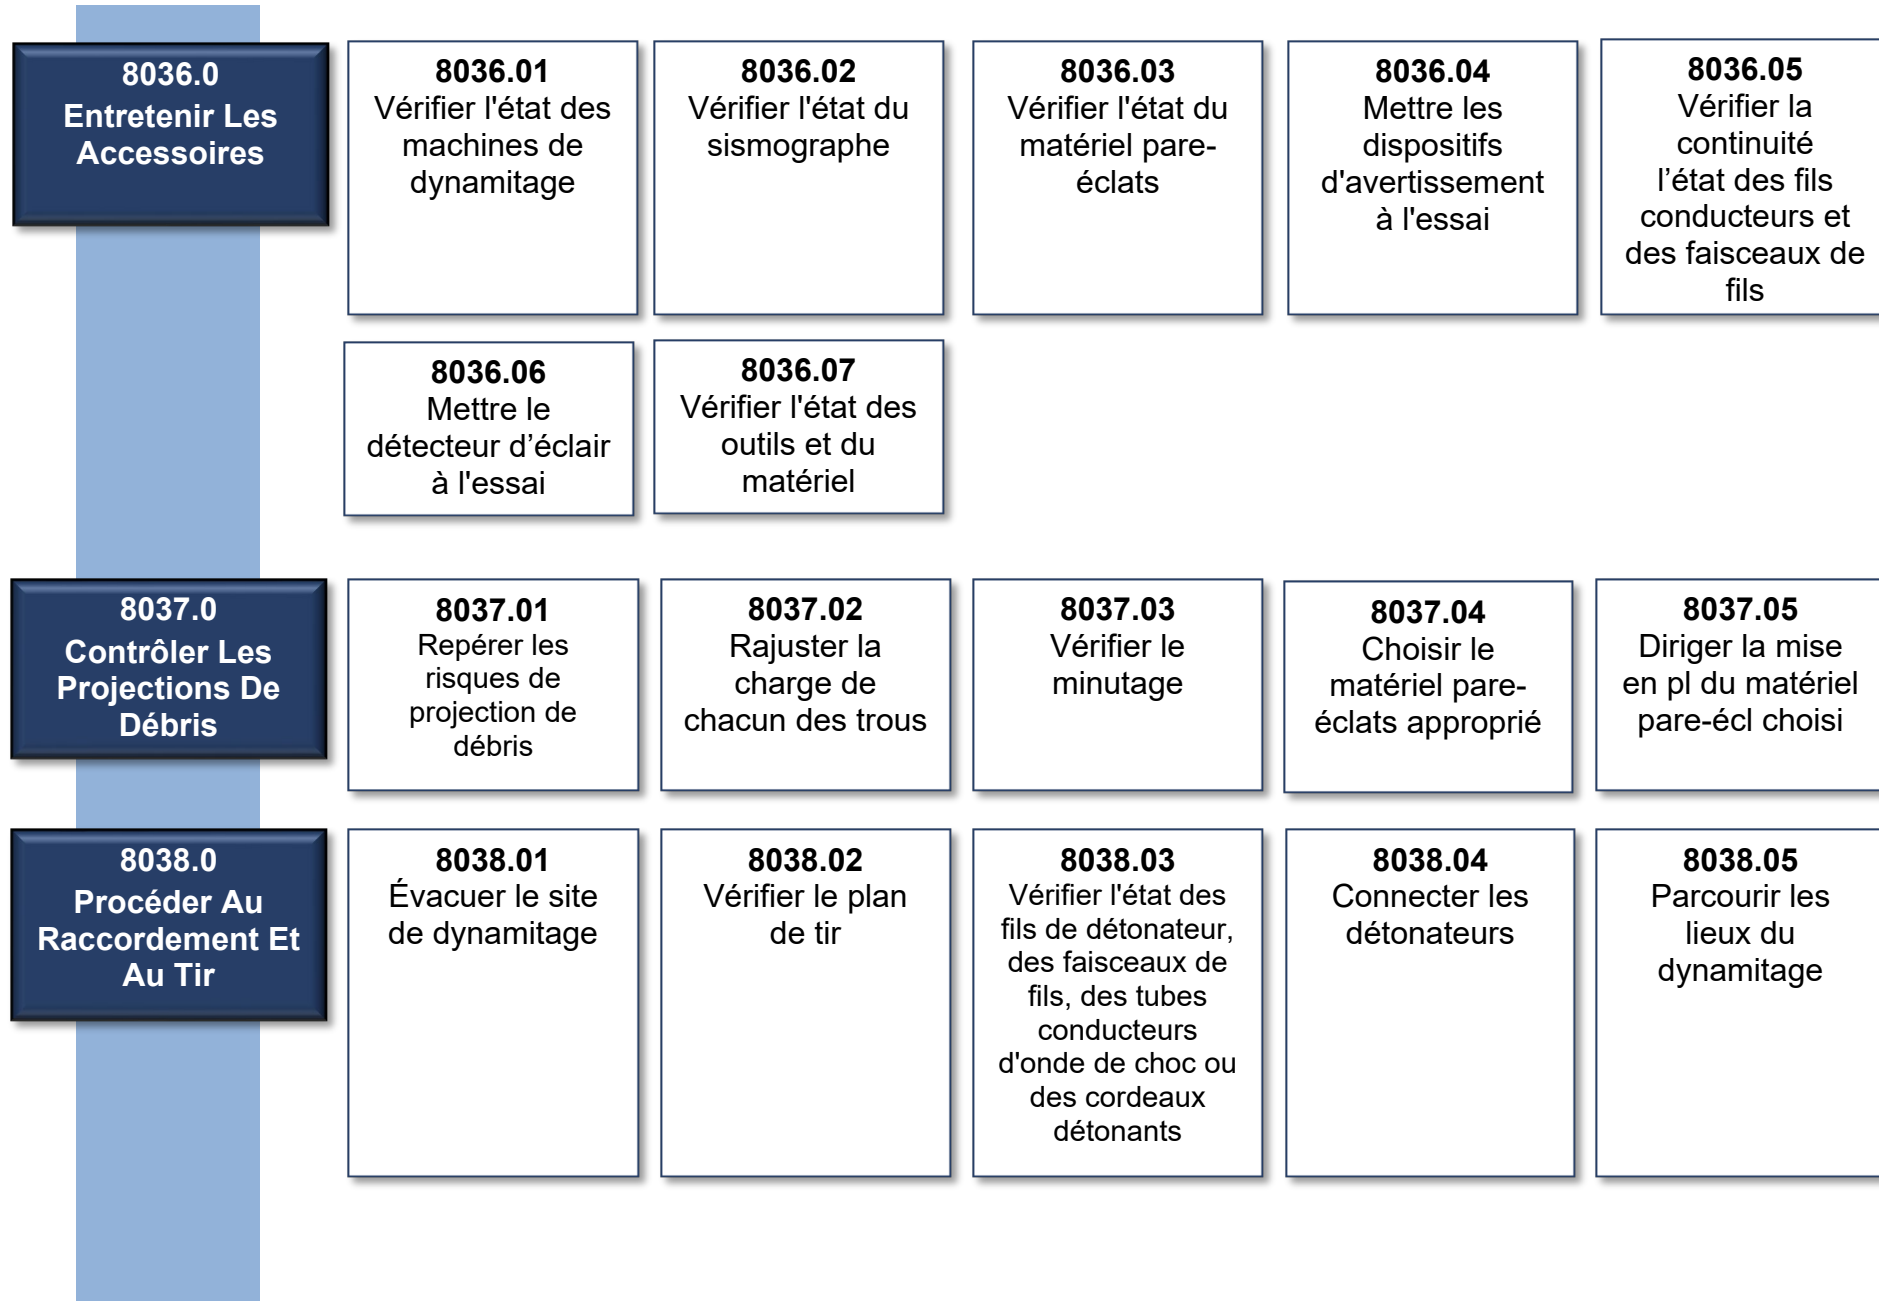 8036.0
Entretenir Les
Accessoires
8036.01
Vérifier l'état des
machines de
dynamitage
8036.02
Vérifier l'état du
sismographe
8036.03
Vérifier l'état du
matériel pare-
éclats
8036.04
Mettre les
dispositifs
d'avertissement
à l'essai
8036.05
Vérifier la
continuité
l’état des fils
conducteurs et
des faisceaux de
fils
8036.06
Mettre le
détecteur d’éclair
à l'essai
8036.07
Vérifier l'état des
outils et du
matériel
8037.0
Contrôler Les
Projections De
Débris
8037.01
Repérer les
risques de
projection de
débris
8037.02
Rajuster la
charge de
chacun des trous
8037.03
Vérifier le
minutage
8037.04
Choisir le
matériel pare-
éclats approprié
8037.05
Diriger la mise
en pl du matériel
pare-écl choisi
8038.0
Procéder Au
Raccordement Et
Au Tir
8038.01
Évacuer le site
de dynamitage
8038.02
Vérifier le plan
de tir
8038.03
Vérifier l'état des
fils de détonateur,
des faisceaux de
fils, des tubes
conducteurs
d'onde de choc ou
des cordeaux
détonants
8038.04
Connecter les
détonateurs
8038.05
Parcourir les
lieux du
dynamitage